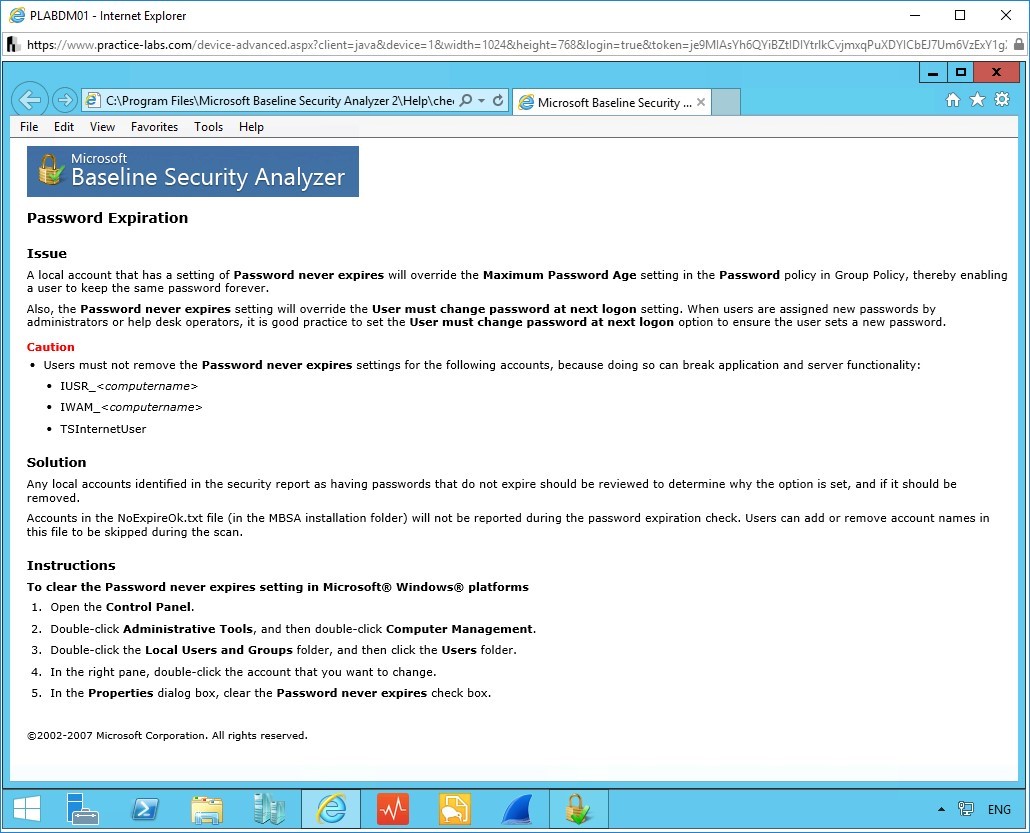 PLABDM01 - Internet Explorer
https://www.practice-labs.com/device-advanced.aspx?client=java&device=1&width=1024&height=768&login=true&token=
C:\Program Files\Microsoft Baseline Security Analyzer 2\Help\che
Microsoft Baseline Security ...
File Edit View Favorites Tools Help
Microsoft
Baseline Security Analyzer
Password Expiration
Issue
A local account that has a setting of Password never expires will override the Maximum Password Age setting in the Password policy in Group Policy, thereby enabling
a user to keep the same password forever.
Also, the Password never expires setting will override the User must change password at next logon setting. When users are assigned new passwords by
administrators or help desk operators, it is good practice to set the User must change password at next logon option to ensure the user sets a new password.
Caution
• Users must not remove the Password never expires settings for the following accounts, because doing so can break application and server functionality:
• IUSR_<computername>
• IWAM_<computername>
• TSInternetUser
Solution
Any local accounts identified in the security report as having passwords that do not expire should be reviewed to determine why the option is set, and if it should be
removed.
Accounts in the NoExpireOk.txt file (in the MBSA installation folder) will not be reported during the password expiration check. Users can add or remove account names in
this file to be skipped during the scan.
Instructions
To clear the Password never expires setting in Microsoft® Windows® platforms
1. Open the Control Panel.
2. Double-click Administrative Tools, and then double-click Computer Management.
3. Double-click the Local Users and Groups folder, and then click the Users folder.
4. In the right pane, double-click the account that you want to change.
5. In the Properties dialog box, clear the Password never expires check box.
©2002-2007 Microsoft Corporation. All rights reserved.
ENG